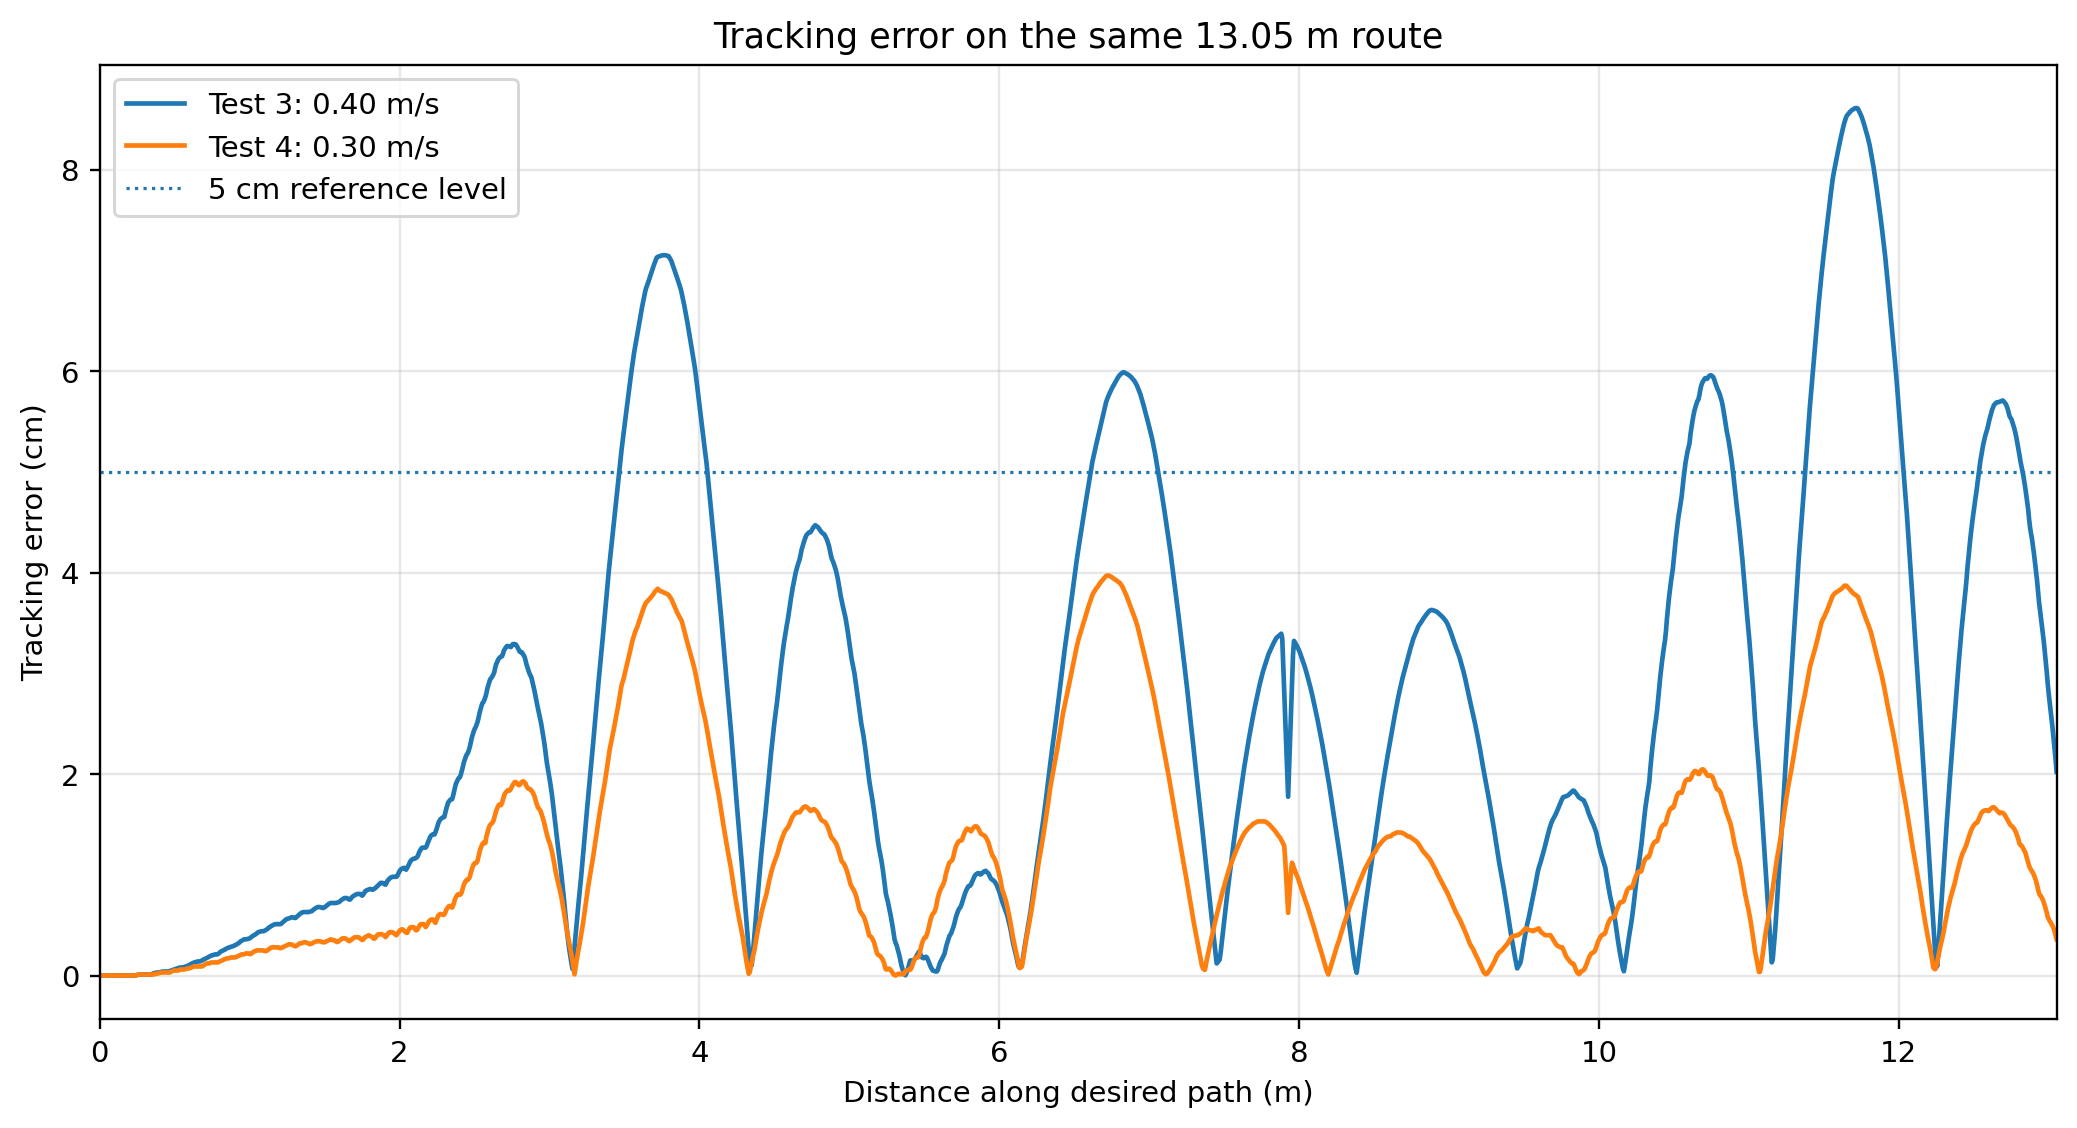 Tracking error on the same 13.05 m route
Test 3: 0.40 m/s
Test 4: 0.30 m/s
5 cm reference level
Tracking error (cm)
8
6
4
2
0
0 2 4 6 8 10 12
Distance along desired path (m)